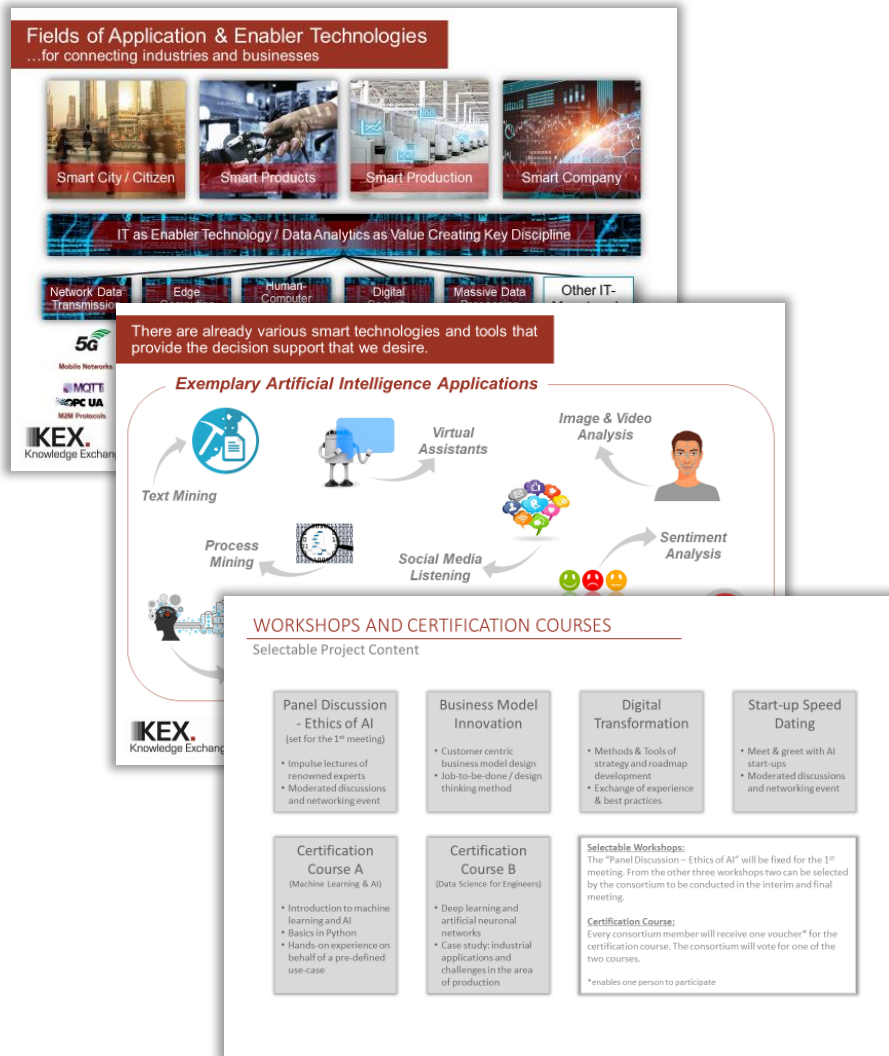 Fields of Application & Enabler Technologies
…for connecting industries and businesses
Smart City / Citizen
Smart Products
Smart Production
Smart Company
IT as Enabler Technology / Data Analytics as Value Creating Key Discipline
Network Data
Transmission
Edge
Human-
Computer
Digital
Massive Data
Other IT-
5G
Mobile Networks
MQTT
OPC UA
M2M Protocols
KEX.
Knowledge Exchan
There are already various smart technologies and tools that
provide the decision support that we desire.
Exemplary Artificial Intelligence Applications
Text Mining
Virtual
Assistants
Image & Video
Analysis
Process
Mining
Social Media
Listening
Sentiment
Analysis
KEX.
Knowledge Exchan
WORKSHOPS AND CERTIFICATION COURSES
Selectable Project Content
Panel Discussion
- Ethics of AI
(set for the 1st meeting)
• Impulse lectures of
renowned experts
• Moderated discussions
and networking event
Business Model
Innovation
• Customer centric
business model design
• Job-to-be-done / design
thinking method
Digital
Transformation
• Methods & Tools of
strategy and roadmap
development
• Exchange of experience
& best practices
Start-up Speed
Dating
• Meet & greet with AI
start-ups
• Moderated discussions
and networking event
Certification
Course A
(Machine Learning & AI)
• Introduction to machine
learning and AI
• Basics in Python
• Hands-on experience on
behalf of a pre-defined
use-case
Certification
Course B
(Data Science for Engineers)
• Deep learning and
artificial neuronal
networks
• Case study: industrial
applications and
challenges in the area
of production
Selectable Workshops:
The "Panel Discussion – Ethics of AI" will be fixed for the 1st
meeting. From the other three workshops two can be selected
by the consortium to be conducted in the interim and final
meeting.
Certification Course:
Every consortium member will receive one voucher* for the
certification course. The consortium will vote for one of the
two courses.
*enables one person to participate